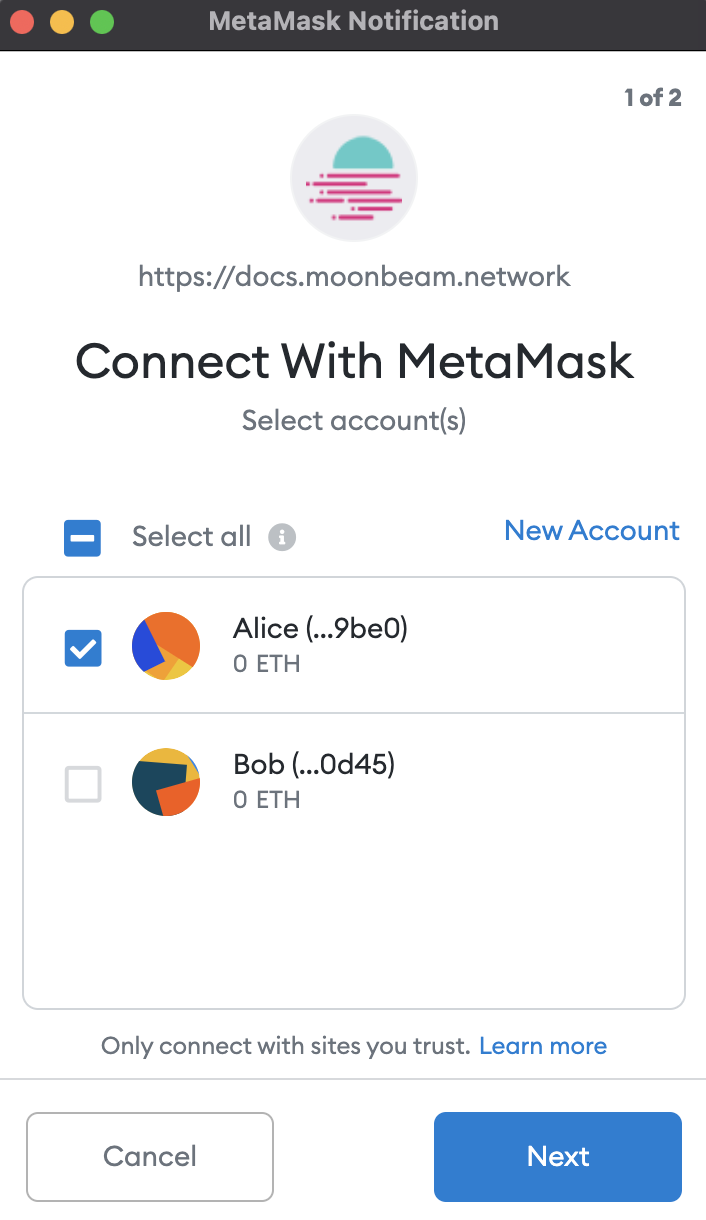 MetaMask Notification
1 of 2
https://docs.moonbeam.network
Connect With MetaMask
Select account(s)
Select all
New Account
Alice (...9be0)
0 ETH
Bob (...0d45)
0 ETH
Only connect with sites you trust. Learn more
Cancel
Next